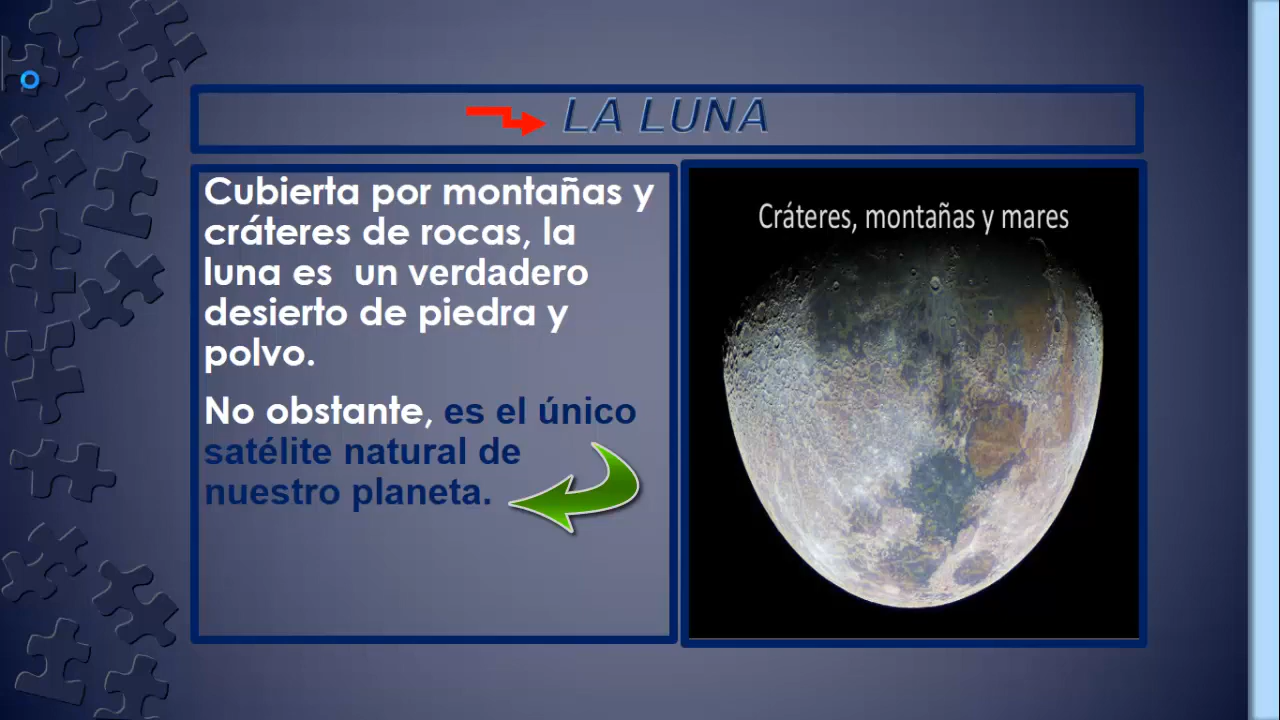 LA LUNA
Cubierta por montañas y
cráteres de rocas, la
luna es  un verdadero
desierto de piedra y
polvo.
No obstante, es el único
satélite natural de
nuestro planeta.
Cráteres, montañas y mares